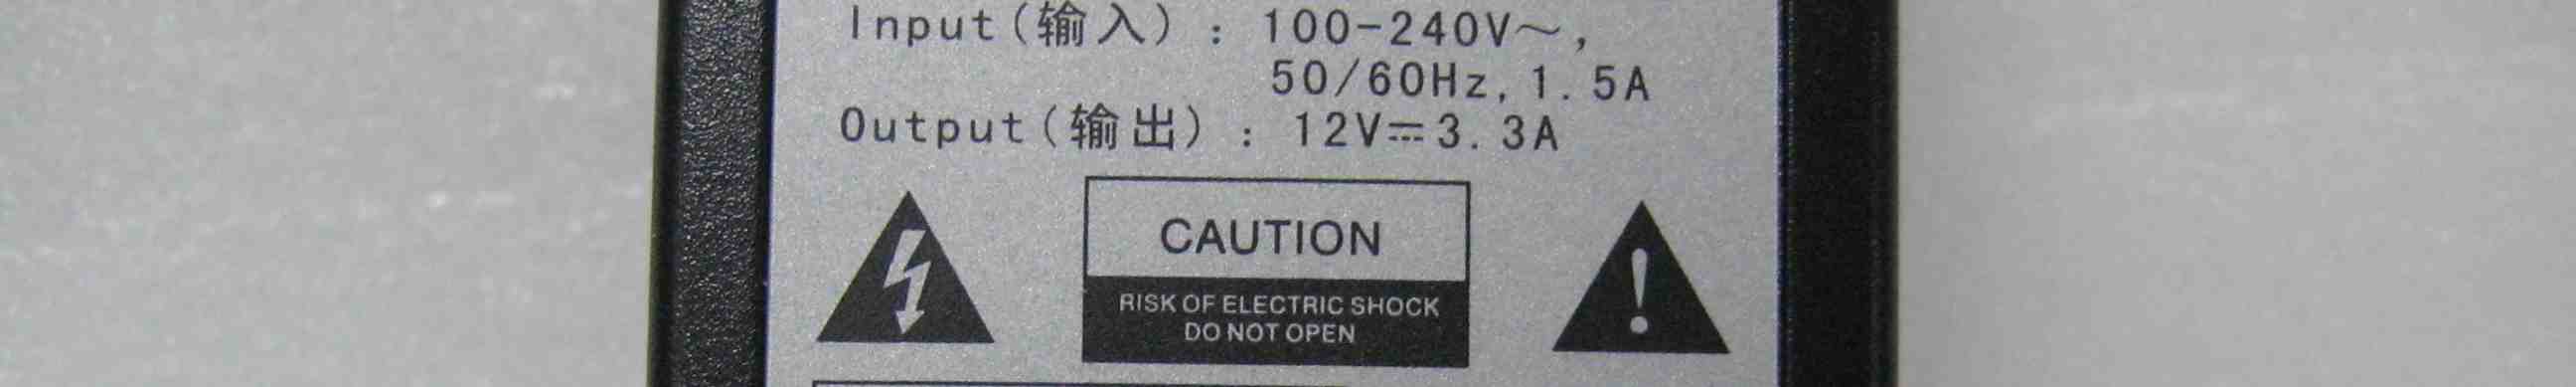 Input(输入): 100-240V～,
50/60Hz, 1.5A
Output(输出): 12V⎓3.3A
CAUTION
RISK OF ELECTRIC SHOCK
DO NOT OPEN